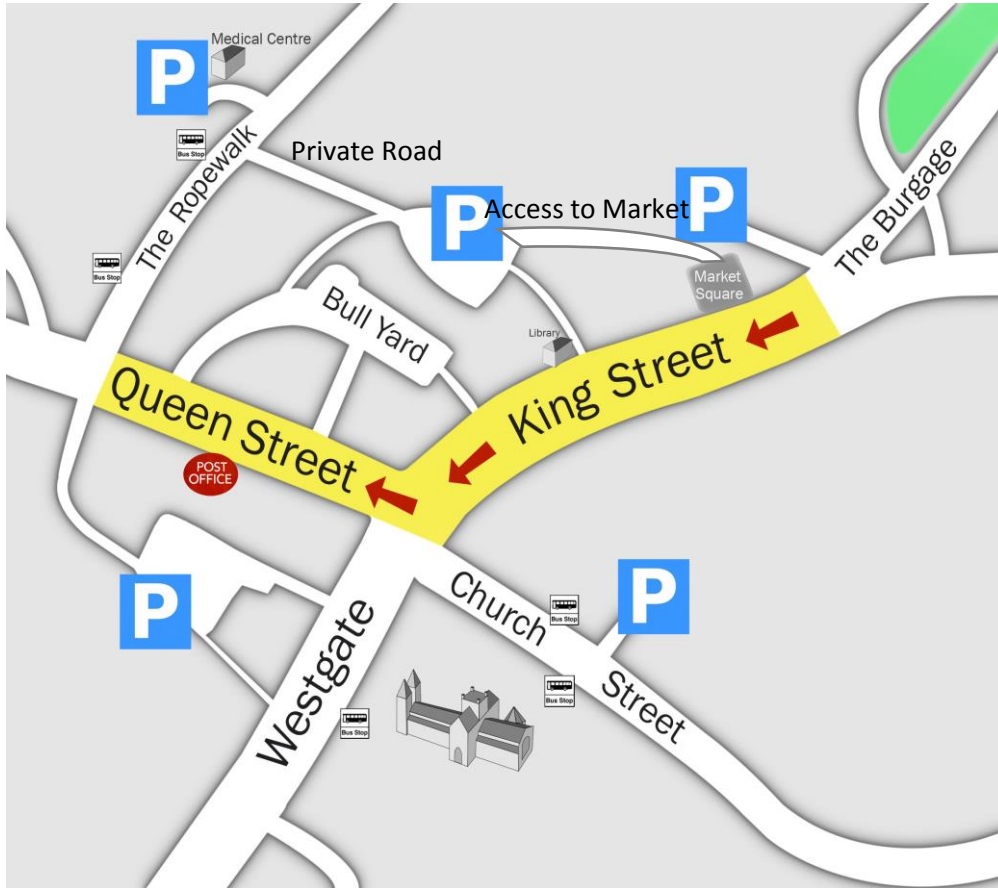 Medical Centre
P
Bus Stop
The Ropewalk
Private Road
P
Access to Market
P
The Burgage
Bus Stop
Market
Square
Bull Yard
Library
King Street
Queen Street
POST
OFFICE
P
Westgate
Church
Street
Bus Stop
P
Bus Stop
Bus Stop